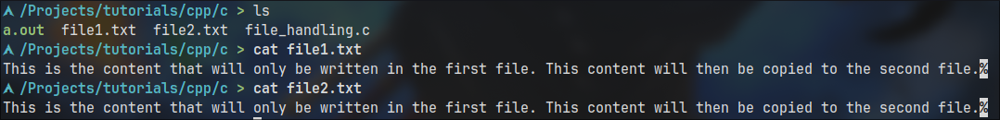 /Projects/tutorials/cpp/c > ls
a.out file1.txt file2.txt file_handling.c
/Projects/tutorials/cpp/c > cat file1.txt
This is the content that will only be written in the first file. This content will then be copied to the second file.%
/Projects/tutorials/cpp/c > cat file2.txt
This is the content that will only be written in the first file. This content will then be copied to the second file.%